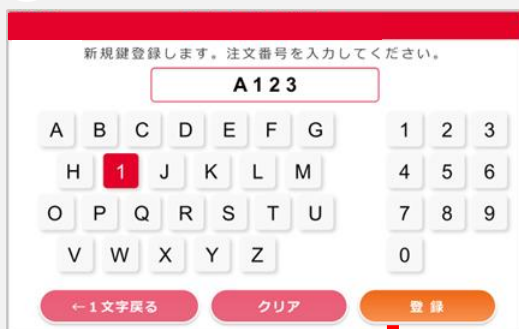 新規鍵登録します。注文番号を入力してください。
A123
A B C D E F G 1 2 3
H 1 J K L M 4 5 6
O P Q R S T U 7 8 9
V W X Y Z 0
←1文字戻る クリア 登録